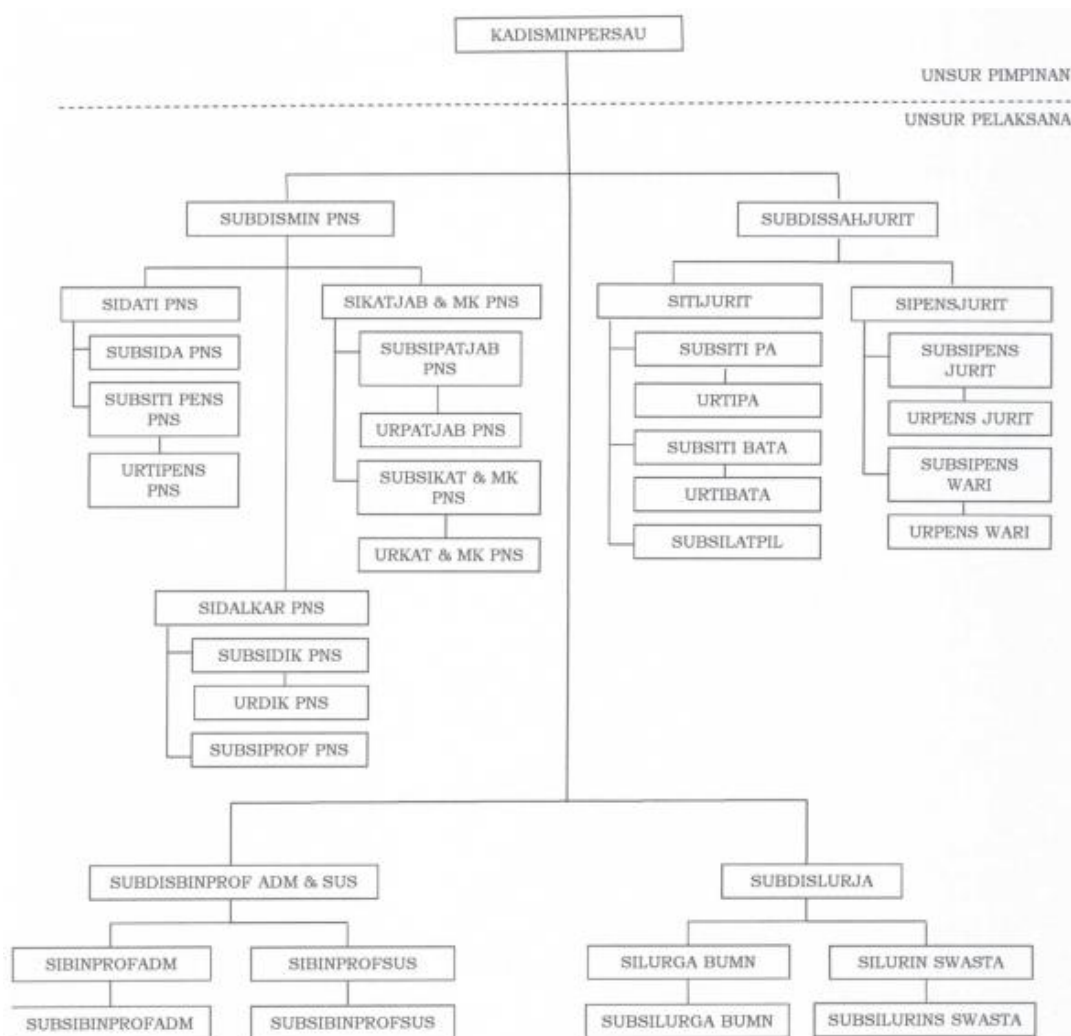 KADISMINPERSAU
UNSUR PIMPINAN
UNSUR PELAKSANA
SUBDISMIN PNS
SUBDISSAHJURIT
SIDATI PNS
SIKATJAB & MK PNS
SITIJURIT
SIPENSJURIT
SUBSIDA PNS
SUBSIPATJAB
PNS
SUBSITI PA
SUBSIPENS
JURIT
SUBSITI PENS
PNS
URPATJAB PNS
URTIPA
URPENS JURIT
URTIPENS
PNS
SUBSIKAT & MK
PNS
SUBSITI BATA
SUBSIPENS
WARI
URTIBATA
URKAT & MK PNS
SUBSILATPIL
URPENS WARI
SIDALKAR PNS
SUBSIDIK PNS
URDIK PNS
SUBSIPROF PNS
SUBDISBINPROF ADM & SUS
SUBDISLURJA
SIBINPROFADM
SIBINPROFSUS
SILURGA BUMN
SILURIN SWASTA
SUBSIBINPROFADM
SUBSIBINPROFSUS
SUBSILURGA BUMN
SUBSILURINS SWASTA